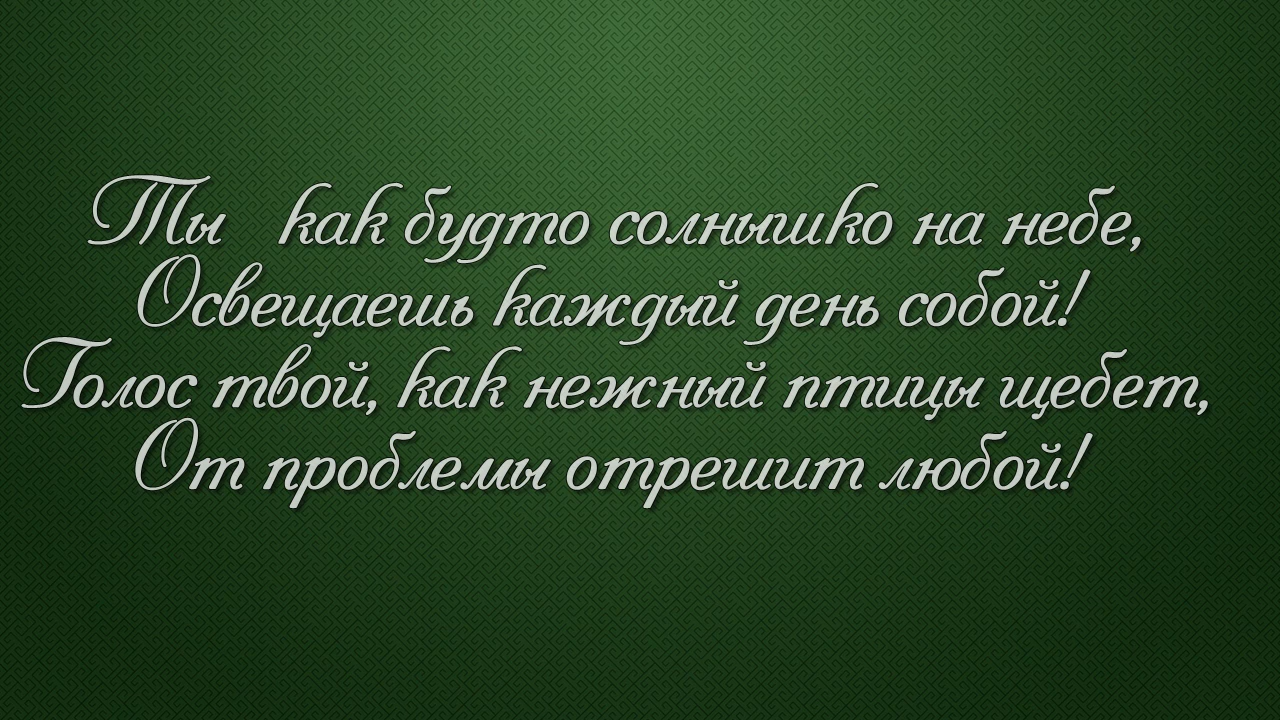 Ты как будто солнышко на небе,
Освещаешь каждый день собой!
Голос твой, как нежный птицы щебет,
От проблемы отрешит любой!